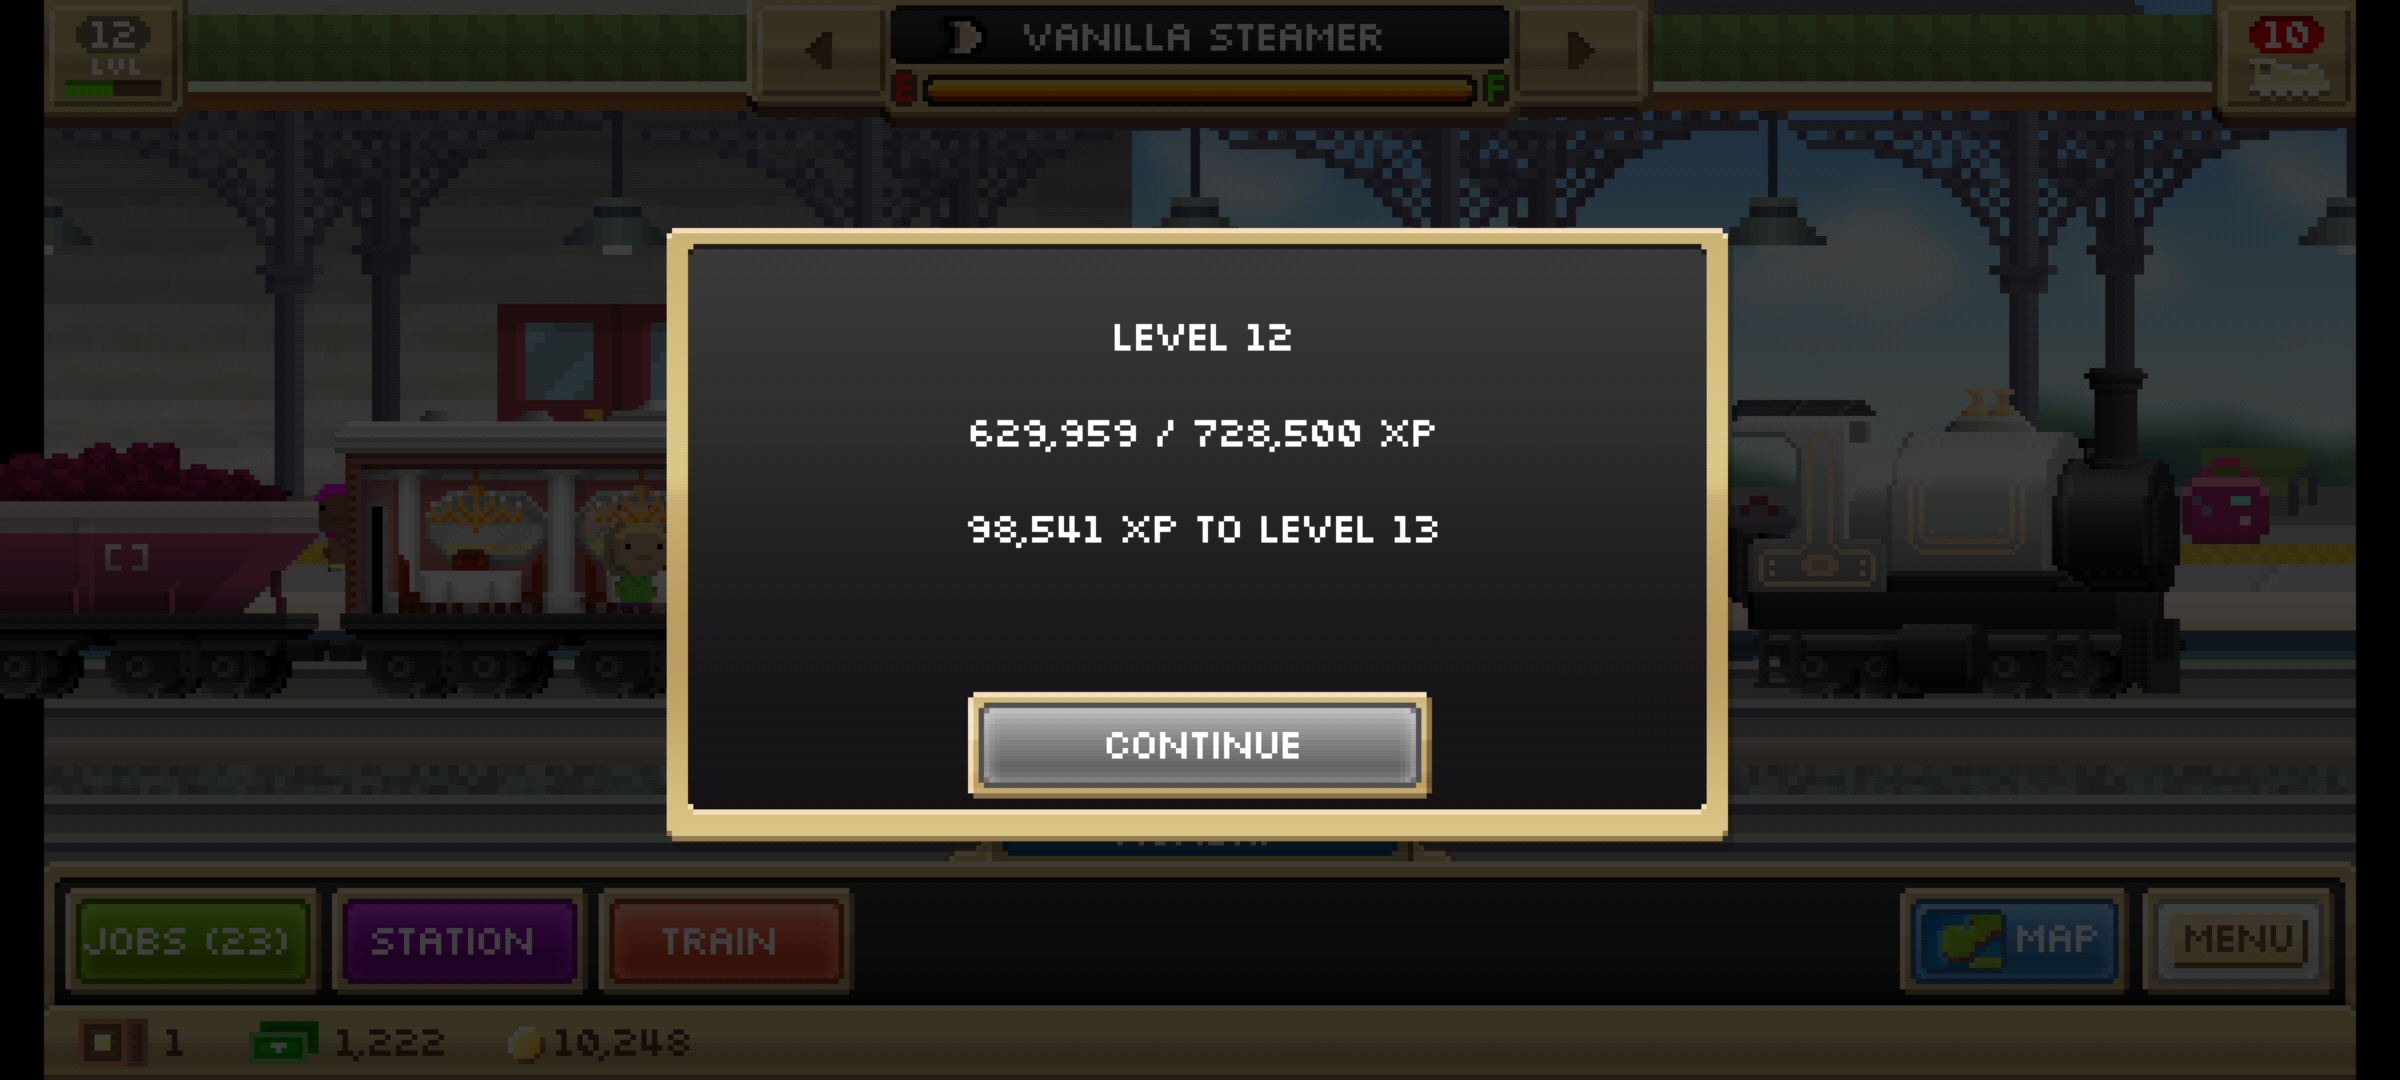 12
LVL
VANILLA STEAMER
E
F
10
LEVEL 12
629,959 / 728,500 XP
98,541 XP TO LEVEL 13
CONTINUE
JOBS (23)
STATION
TRAIN
MAP
MENU
1
1,222
10,248